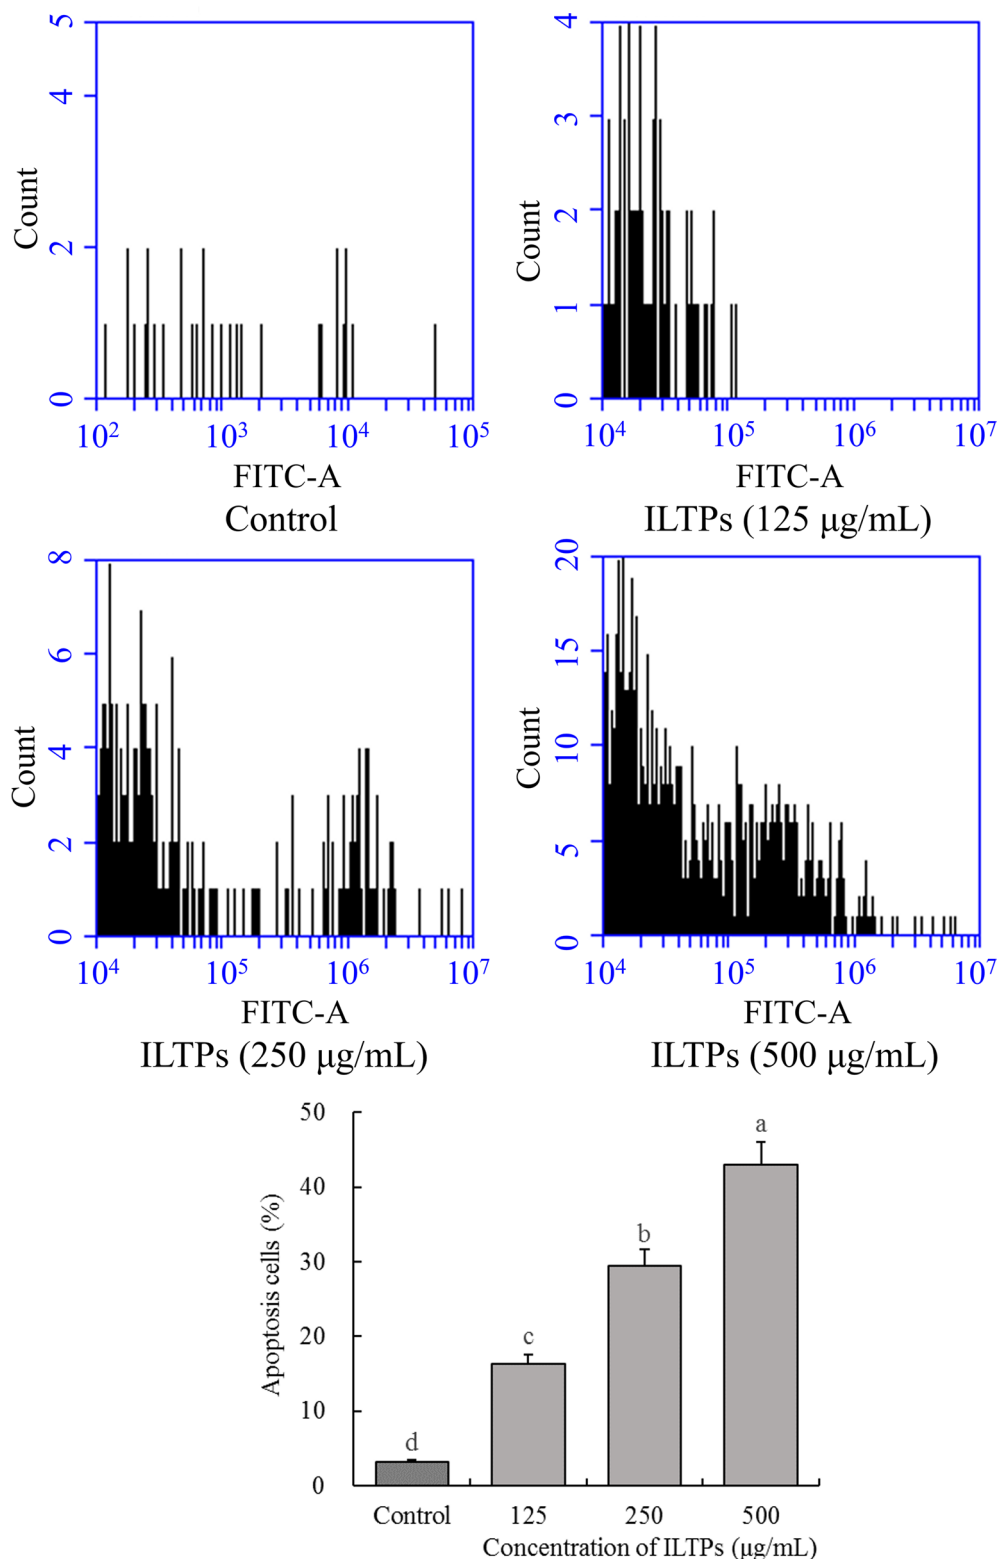 5
4
2
0
Count
10² 10³ 10⁴ 10⁵
FITC-A
Control
4
3
2
1
0
Count
10⁴ 10⁵ 10⁶ 10⁷
FITC-A
ILTPs (125 μg/mL)
8
6
4
2
0
Count
10⁴ 10⁵ 10⁶ 10⁷
FITC-A
ILTPs (250 μg/mL)
20
15
10
5
0
Count
10⁴ 10⁵ 10⁶ 10⁷
FITC-A
ILTPs (500 μg/mL)
50
40
30
20
10
0
Apoptosis cells (%)
d
c
b
a
Control 125 250 500
Concentration of ILTPs (μg/mL)